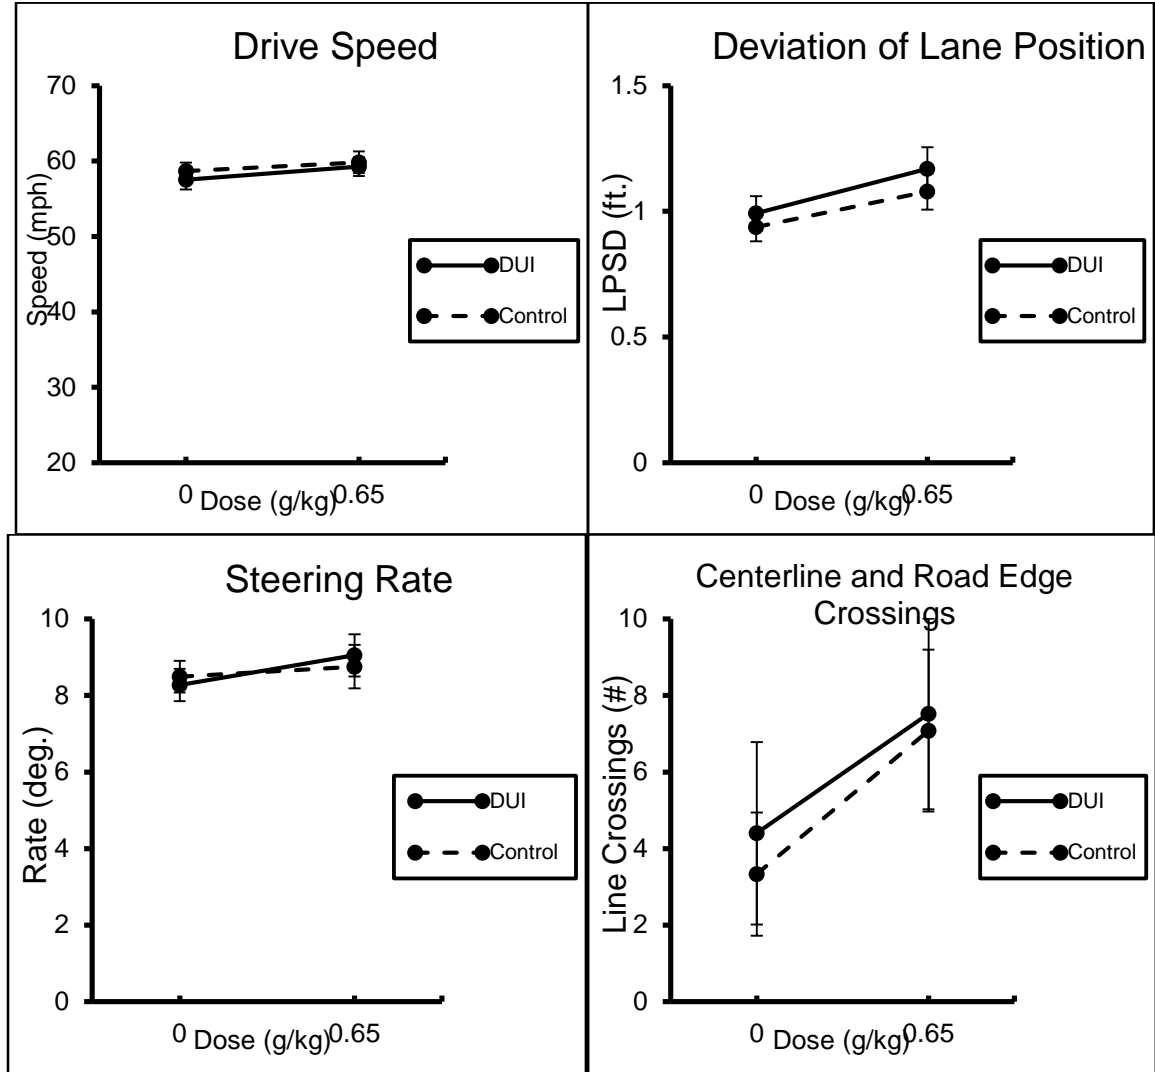 Drive Speed
70
60
50
40
30
20
Speed (mph)
DUI
Control
0
0.65
Dose (g/kg)
Deviation of Lane Position
1.5
1
0.5
0
LPSD (ft.)
DUI
Control
0
0.65
Dose (g/kg)
Steering Rate
10
8
6
4
2
0
Rate (deg.)
DUI
Control
0
0.65
Dose (g/kg)
Centerline and Road Edge
Crossings
10
8
6
4
2
0
Line Crossings (#)
DUI
Control
0
0.65
Dose (g/kg)